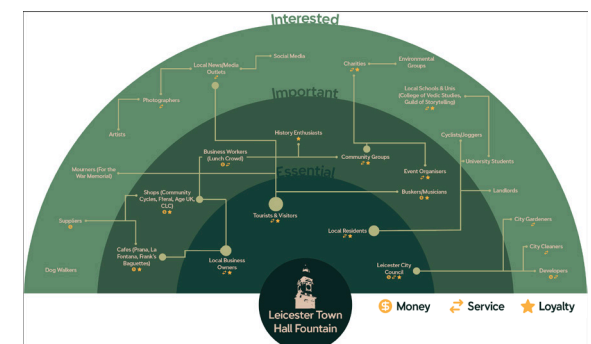 Interested
Social Media
Local News/Media
Outlets
Charities
Environmental
Groups
Photographers
Local Schools & Unis
(College of Vedic Studies,
Guild of Storytelling)
Important
Artists
History Enthusiasts
Cyclists/Joggers
Business Workers
(Lunch Crowd)
Community Groups
University Students
Essential
Mourners (For the
War Memorial)
Event Organisers
Shops (Community
Cycles, Fferal, Age UK,
CLC)
Buskers/Musicions
Landlords
Tourists & Visitors
Suppliers
Local Residents
City Gardeners
Cafes (Prana, La
Fontana, Frank's
Baguettes)
City Cleaners
Local Business
Owners
Leicester City
Council
Dog Walkers
Developers
Leicester Town
Hall Fountain
Money
Service
Loyalty